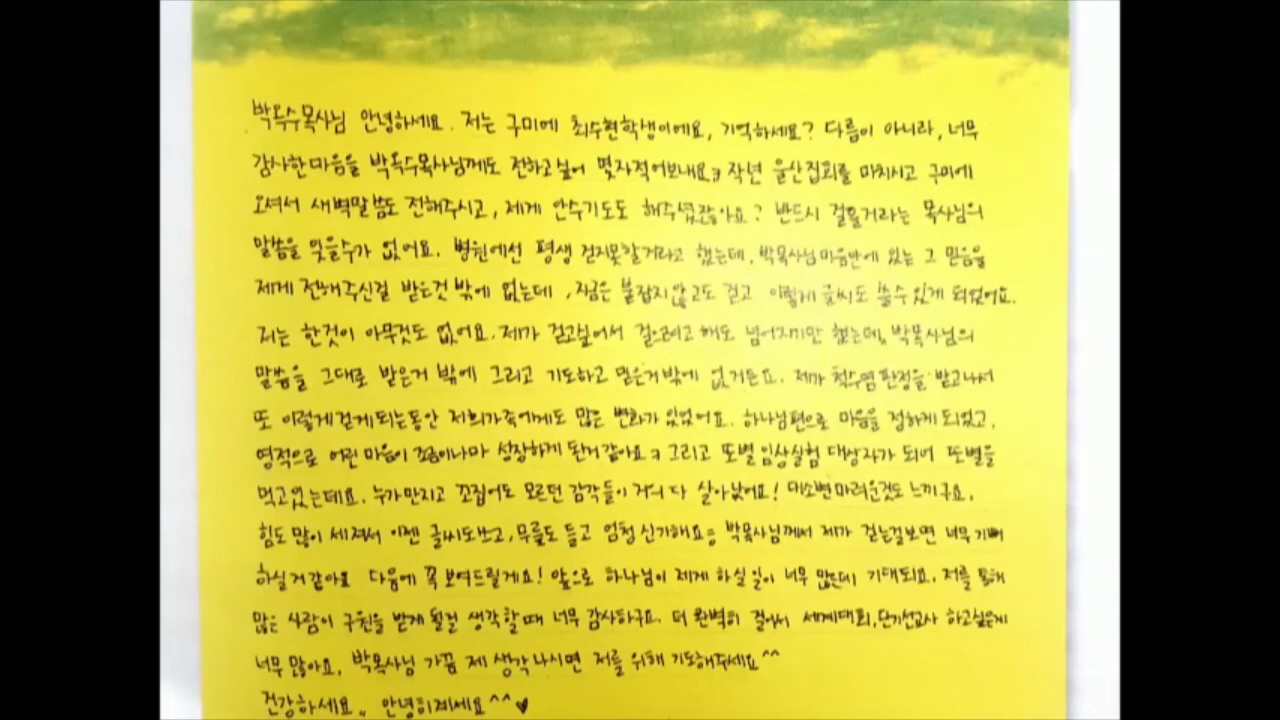 박옥수목사님 안녕하세요. 저는 구미에 최수현학생이에요, 기억하세요? 다름이 아니라, 너무
감사한마음을 박옥수목사님께도 전하고싶어 몇자적어보내요. 작년 울산집회를 마치시고 구미에
오셔서 새벽말씀도 전해주시고, 제게 안수기도도 해주셨잖아요? 반드시 걸을거라는 목사님의
말씀을 잊을수가 없어요. 병원에선 평생 걷지못할거라고 했는데, 박목사님마음안에 있는 그 믿음을
제게 전해주신걸 받은것 밖에 없는데, 지금은 붙잡지않고도 걷고 이렇게 글씨도 쓸수있게 되었어요.
저는 한것이 아무것도 없어요. 제가 걷고싶어서 걸으려고 해도 넘어지기만 했는데, 박목사님의
말씀을 그대로 받은거 밖에 그리고 기도하고 믿은거밖에 없거든요. 제가 척수염판정을 받고나서
또 이렇게걷게되는동안 저희가족에게도 많은 변화가 있었어요. 하나님편으로 마음을 정하게 되었고,
영적으로 어린 마음이 조금이나마 성장하게 된거같아요. 그리고 또별임상실험 대상자가 되어 또별을
먹고있는데요. 누가만지고 꼬집어도 모르던 감각들이 거의 다 살아났어요! 대소변마려운것도 느끼구요.
힘도 많이 세져서 이젠 글씨도쓰고, 무릎도 들고 엄청 신기해요. 박목사님께서 제가 걷는걸보면 너무기뻐
하실거같아요 다음에 꼭 보여드릴게요! 앞으로 하나님이 제게 하실일이 너무 많은데 기대되요. 저를 통해
많은 사람이 구원을 받게 될걸 생각할때 너무 감사하구요. 더 완벽히 걸어서 세계대회, 단기선교사 하고싶은게
너무 많아요. 박목사님 가끔 제 생각나시면 저를 위해 기도해주세요^^
건강하세요.. 안녕히계세요^^♥